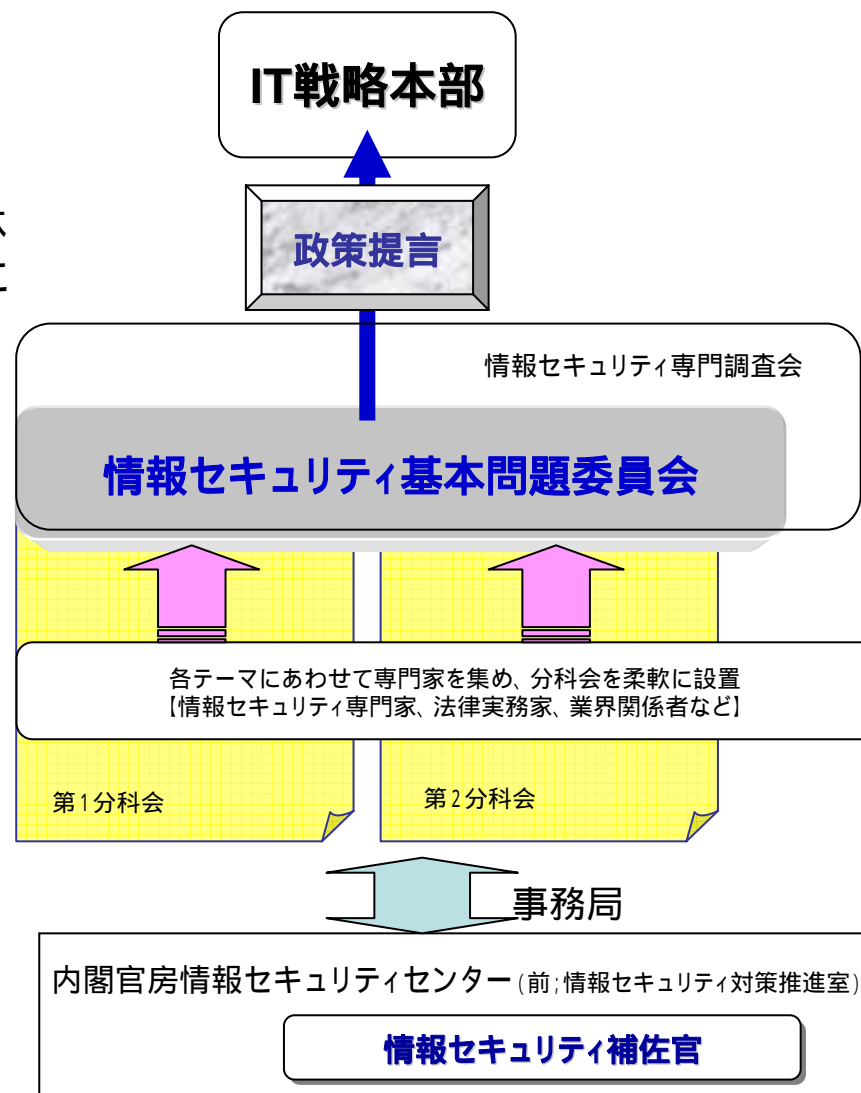 IT戦略本部
政策提言
こ
情報セキュリティ専門調査会
情報セキュリティ基本問題委員会
各テーマにあわせて専門家を集め、分科会を柔軟に設置
【情報セキュリティ専門家、法律実務家、業界関係者など】
第1分科会
第2分科会
事務局
内閣官房情報セキュリティセンター(前;情報セキュリティ対策推進室)
情報セキュリティ補佐官